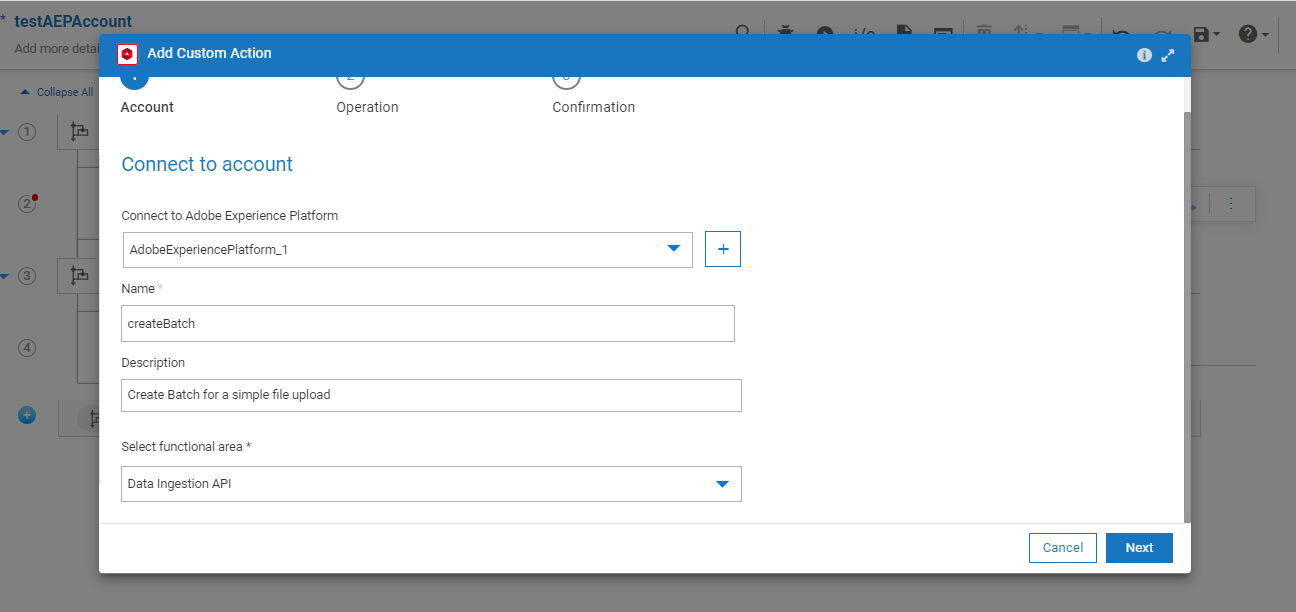 * testAEPAccount
Add more detai
Collapse All
Add Custom Action
Account
Operation
Confirmation
Connect to account
Connect to Adobe Experience Platform
AdobeExperiencePlatform_1
+
Name *
createBatch
Description
Create Batch for a simple file upload
Select functional area *
Data Ingestion API
Cancel
Next
1
2
3
4